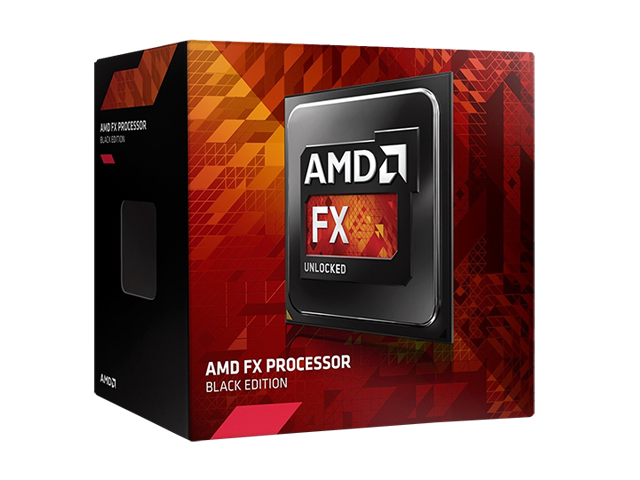 AMD FX PROCESSOR
BLACK EDITION
AMD
AMD
FX
UNLOCKED
AMD FX PROCESSOR
BLACK EDITION